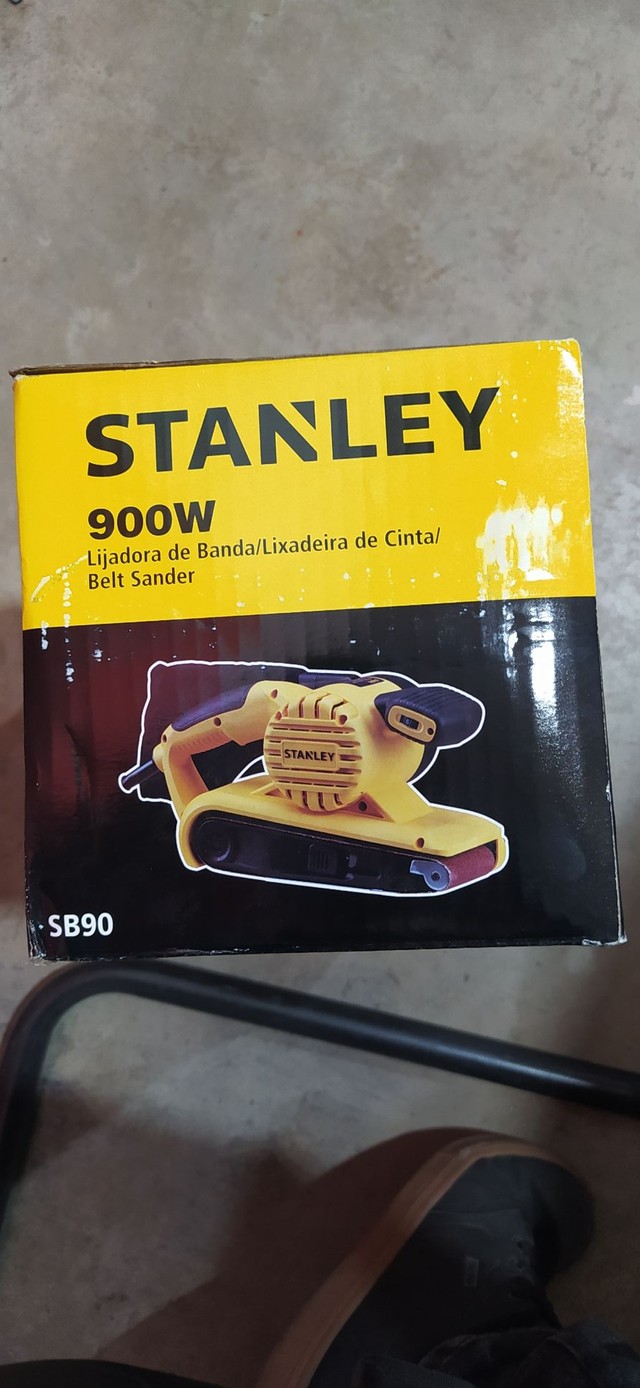 STANLEY
900W
Lijadora de Banda/Lixadeira de Cinta/
Belt Sander
STANLEY
SB90